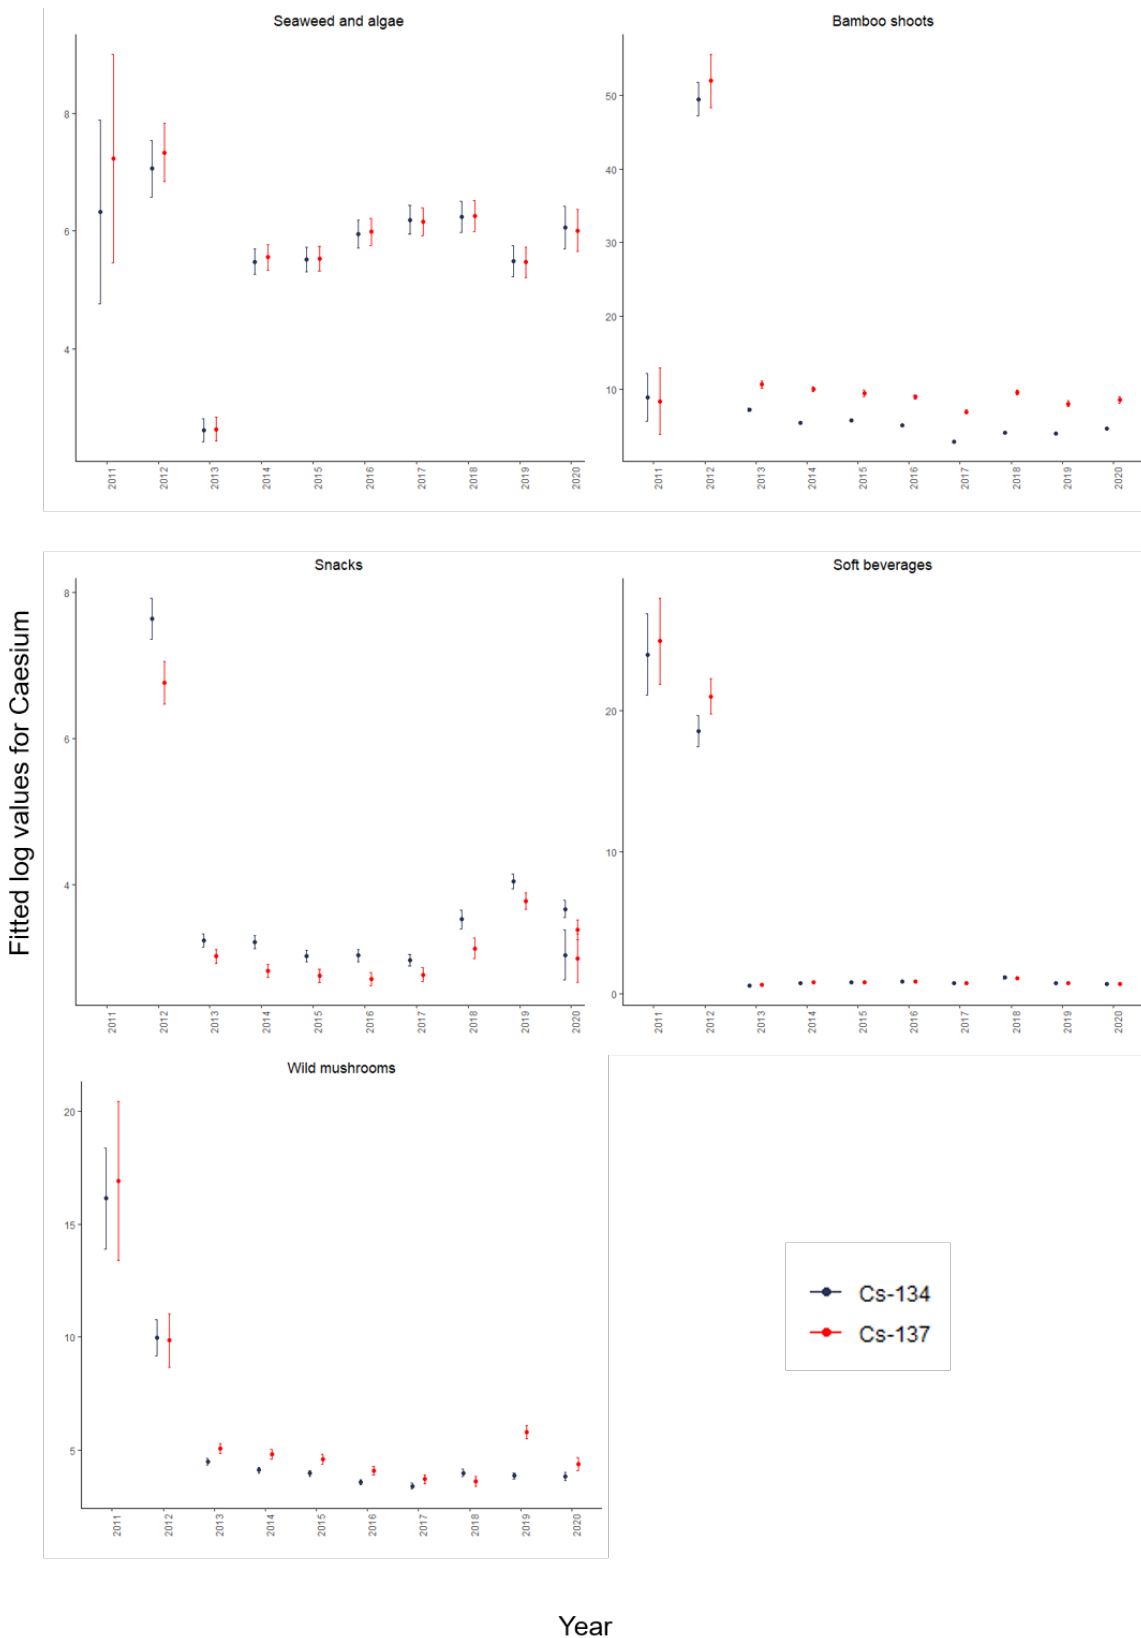 Seaweed and algae
8
6
4
2011 2012 2013 2014 2015 2016 2017 2018 2019 2020
Bamboo shoots
50
40
30
20
10
2011 2012 2013 2014 2015 2016 2017 2018 2019 2020
Fitted log values for Caesium
Snacks
8
6
4
2011 2012 2013 2014 2015 2016 2017 2018 2019 2020
Soft beverages
20
10
0
2011 2012 2013 2014 2015 2016 2017 2018 2019 2020
Wild mushrooms
20
15
10
5
2011 2012 2013 2014 2015 2016 2017 2018 2019 2020
Cs-134
Cs-137
Year